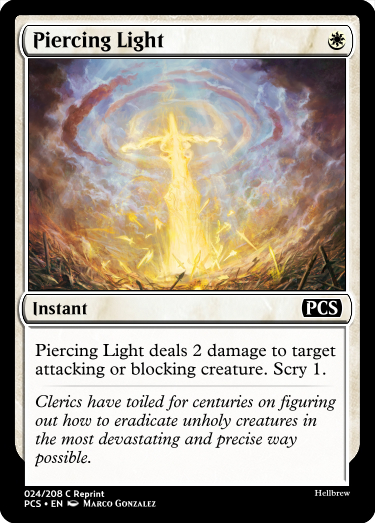 Piercing Light
Instant
PCS
Piercing Light deals 2 damage to target
attacking or blocking creature. Scry 1.
Clerics have toiled for centuries on figuring
out how to eradicate unholy creatures in
the most devastating and precise way
possible.
024/208 C Reprint
Hellbrew
PCS • EN Marco Gonzalez